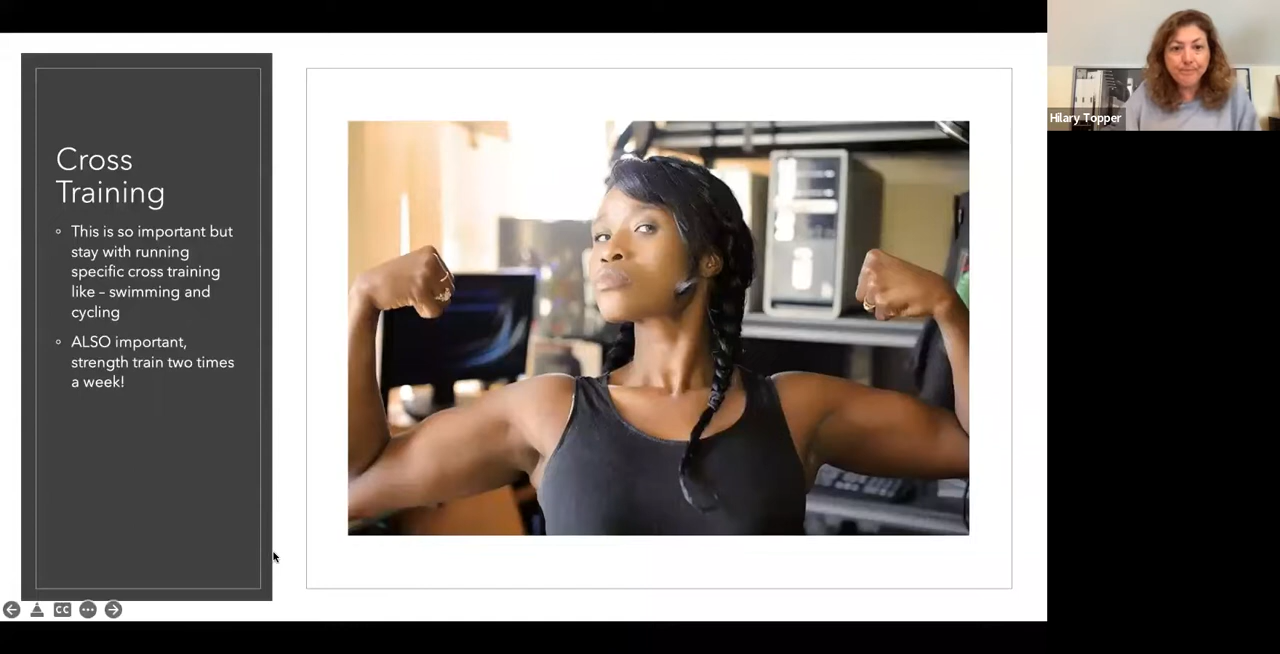 Cross
Training
This is so important but
stay with running
specific cross training
like – swimming and
cycling
ALSO important,
strength train two times
a week!
Hilary Topper
CC